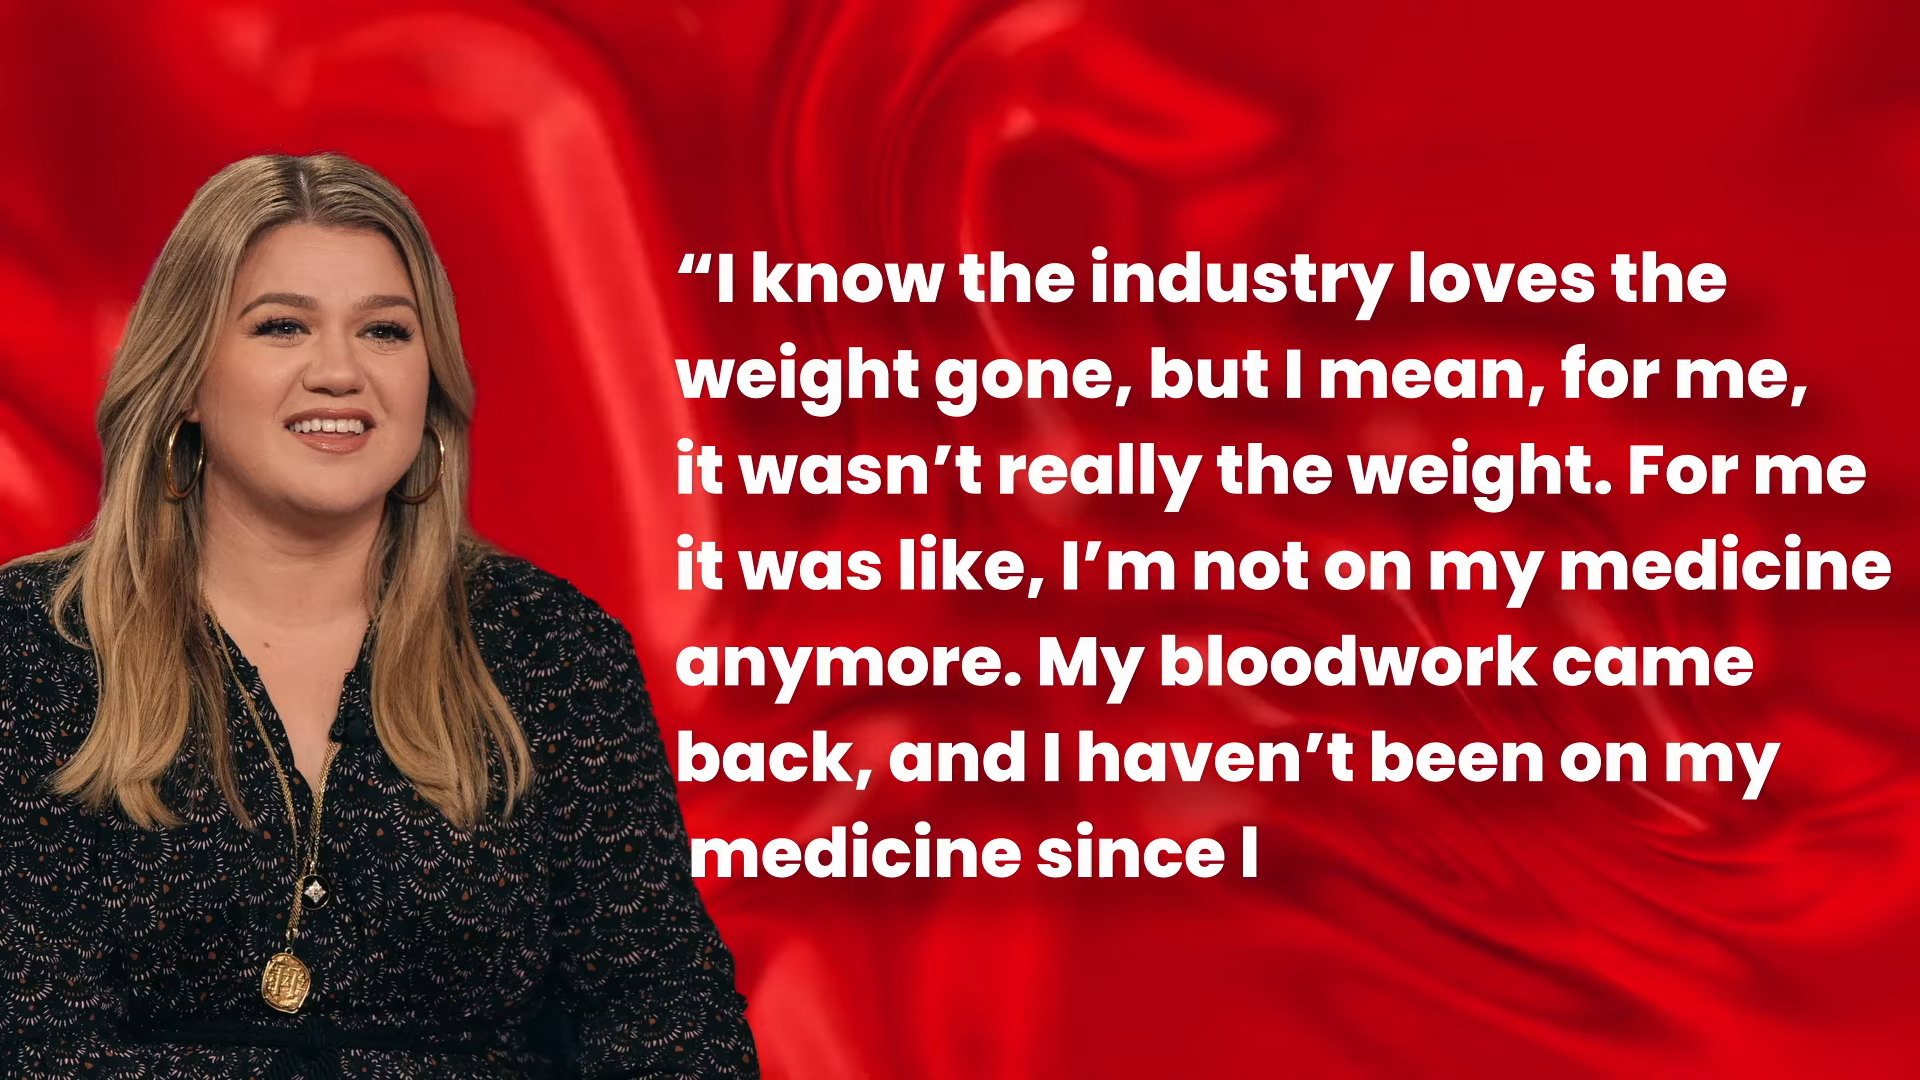 “I know the industry loves the
weight gone, but I mean, for me,
it wasn’t really the weight. For me
it was like, I’m not on my medicine
anymore. My bloodwork came
back, and I haven’t been on my
medicine since I